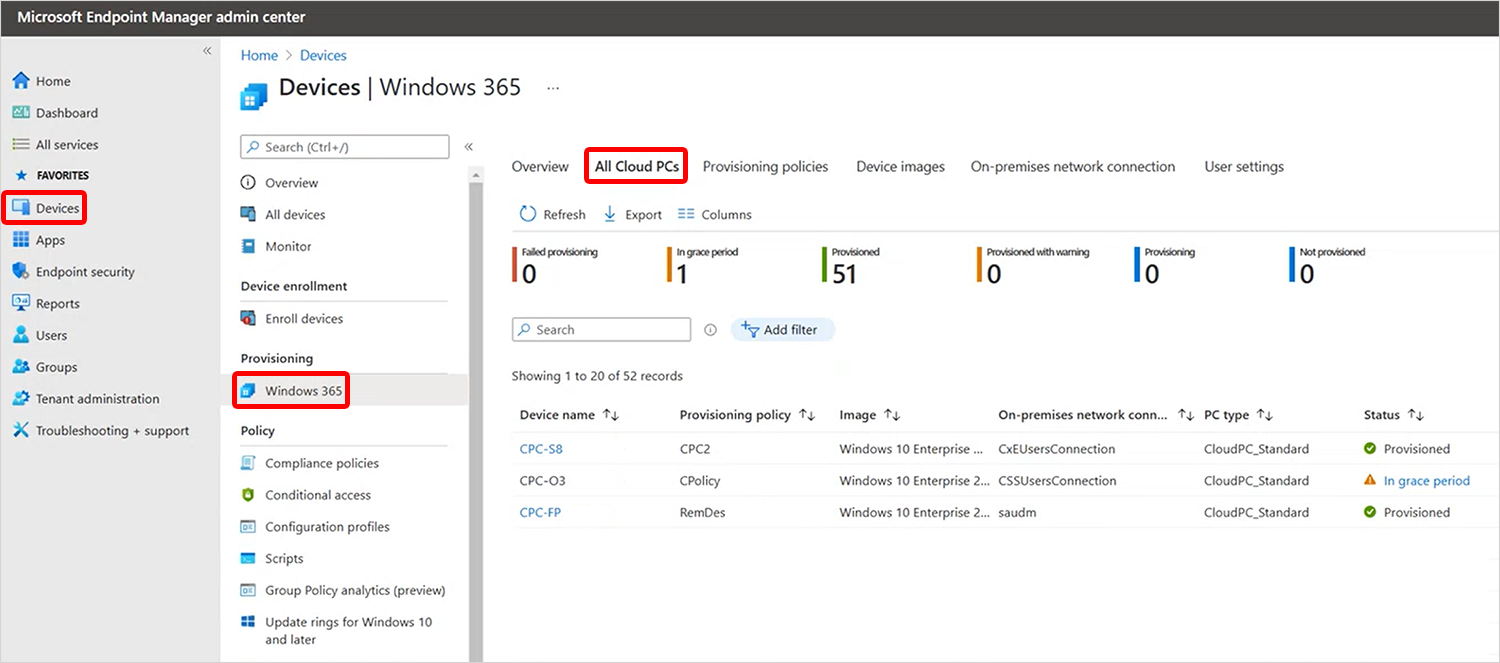 Microsoft Endpoint Manager admin center
«
Home
Dashboard
All services
FAVORITES
Devices
Apps
Endpoint security
Reports
Users
Groups
Tenant administration
Troubleshooting + support
Home > Devices
Devices | Windows 365 ...
Search (Ctrl+/) «
Overview
All devices
Monitor
Device enrollment
Enroll devices
Provisioning
Windows 365
Policy
Compliance policies
Conditional access
Configuration profiles
Scripts
Group Policy analytics (preview)
Update rings for Windows 10
and later
Overview All Cloud PCs Provisioning policies Device images On-premises network connection User settings
Refresh Export Columns
Failed provisioning In grace period Provisioned Provisioned with warning Provisioning Not provisioned
0 1 51 0 0 0
Search Add filter
Showing 1 to 20 of 52 records
Device name ↑↓ Provisioning policy ↑↓ Image ↑↓ On-premises network conn... ↑↓ PC type ↑↓ Status ↑↓
CPC-S8 CPC2 Windows 10 Enterprise ... CxEUsersConnection CloudPC_Standard Provisioned
CPC-O3 CPolicy Windows 10 Enterprise 2... CSSUsersConnection CloudPC_Standard In grace period
CPC-FP RemDes Windows 10 Enterprise 2... saudm CloudPC_Standard Provisioned